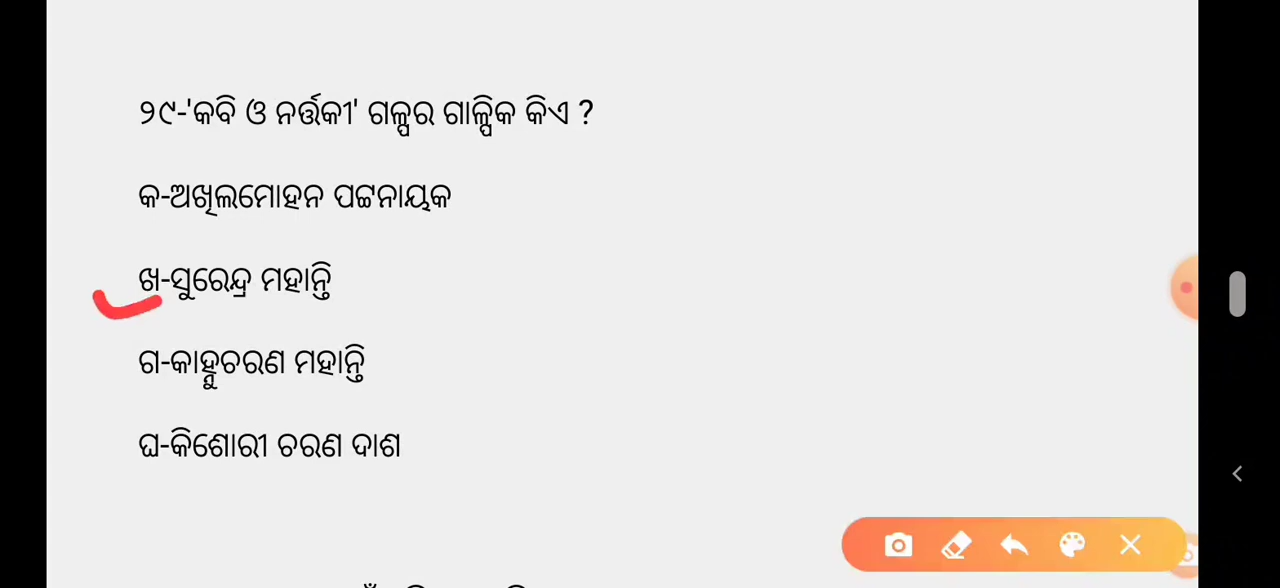 ୨୯-'କବି ଓ ନର୍ତ୍ତକୀ' ଗଳ୍ପର ଗାଳ୍ପିକ କିଏ ?
କ-ଅଖିଳମୋହନ ପଟ୍ଟନାୟକ
ଖ-ସୁରେନ୍ଦ୍ର ମହାନ୍ତି
ଗ-କାହ୍ନୁଚରଣ ମହାନ୍ତି
ଘ-କିଶୋରୀ ଚରଣ ଦାଶ